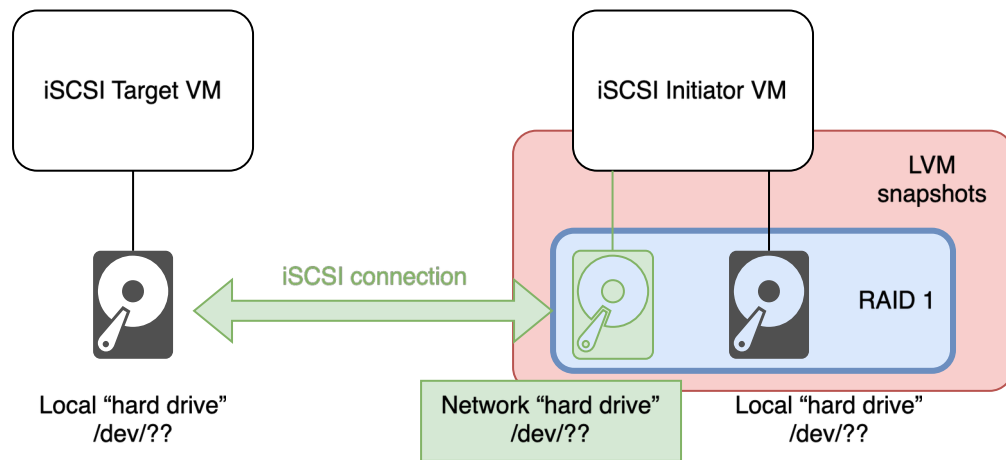 iSCSI Target VM
iSCSI Initiator VM
LVM
snapshots
iSCSI connection
RAID 1
Local “hard drive”
/dev/??
Network “hard drive”
/dev/??
Local “hard drive”
/dev/??